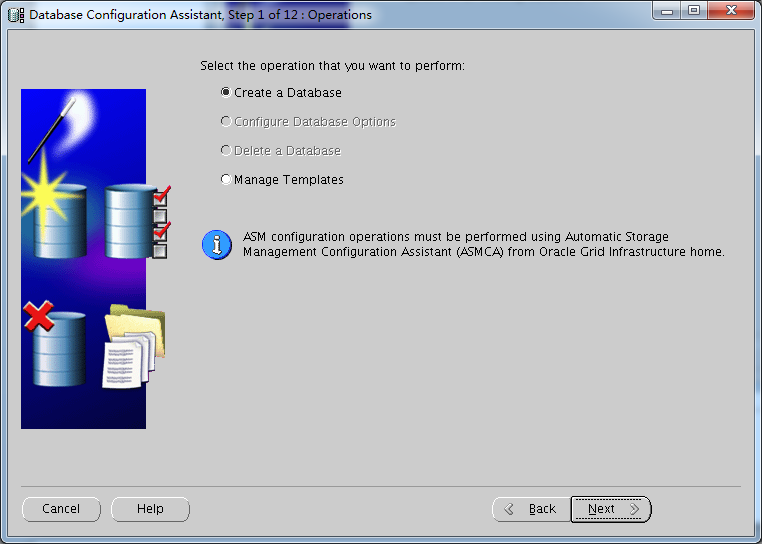 Database Configuration Assistant, Step 1 of 12 : Operations
Select the operation that you want to perform:
Create a Database
Configure Database Options
Delete a Database
Manage Templates
ASM configuration operations must be performed using Automatic Storage
Management Configuration Assistant (ASMCA) from Oracle Grid Infrastructure home.
Cancel
Help
Back
Next